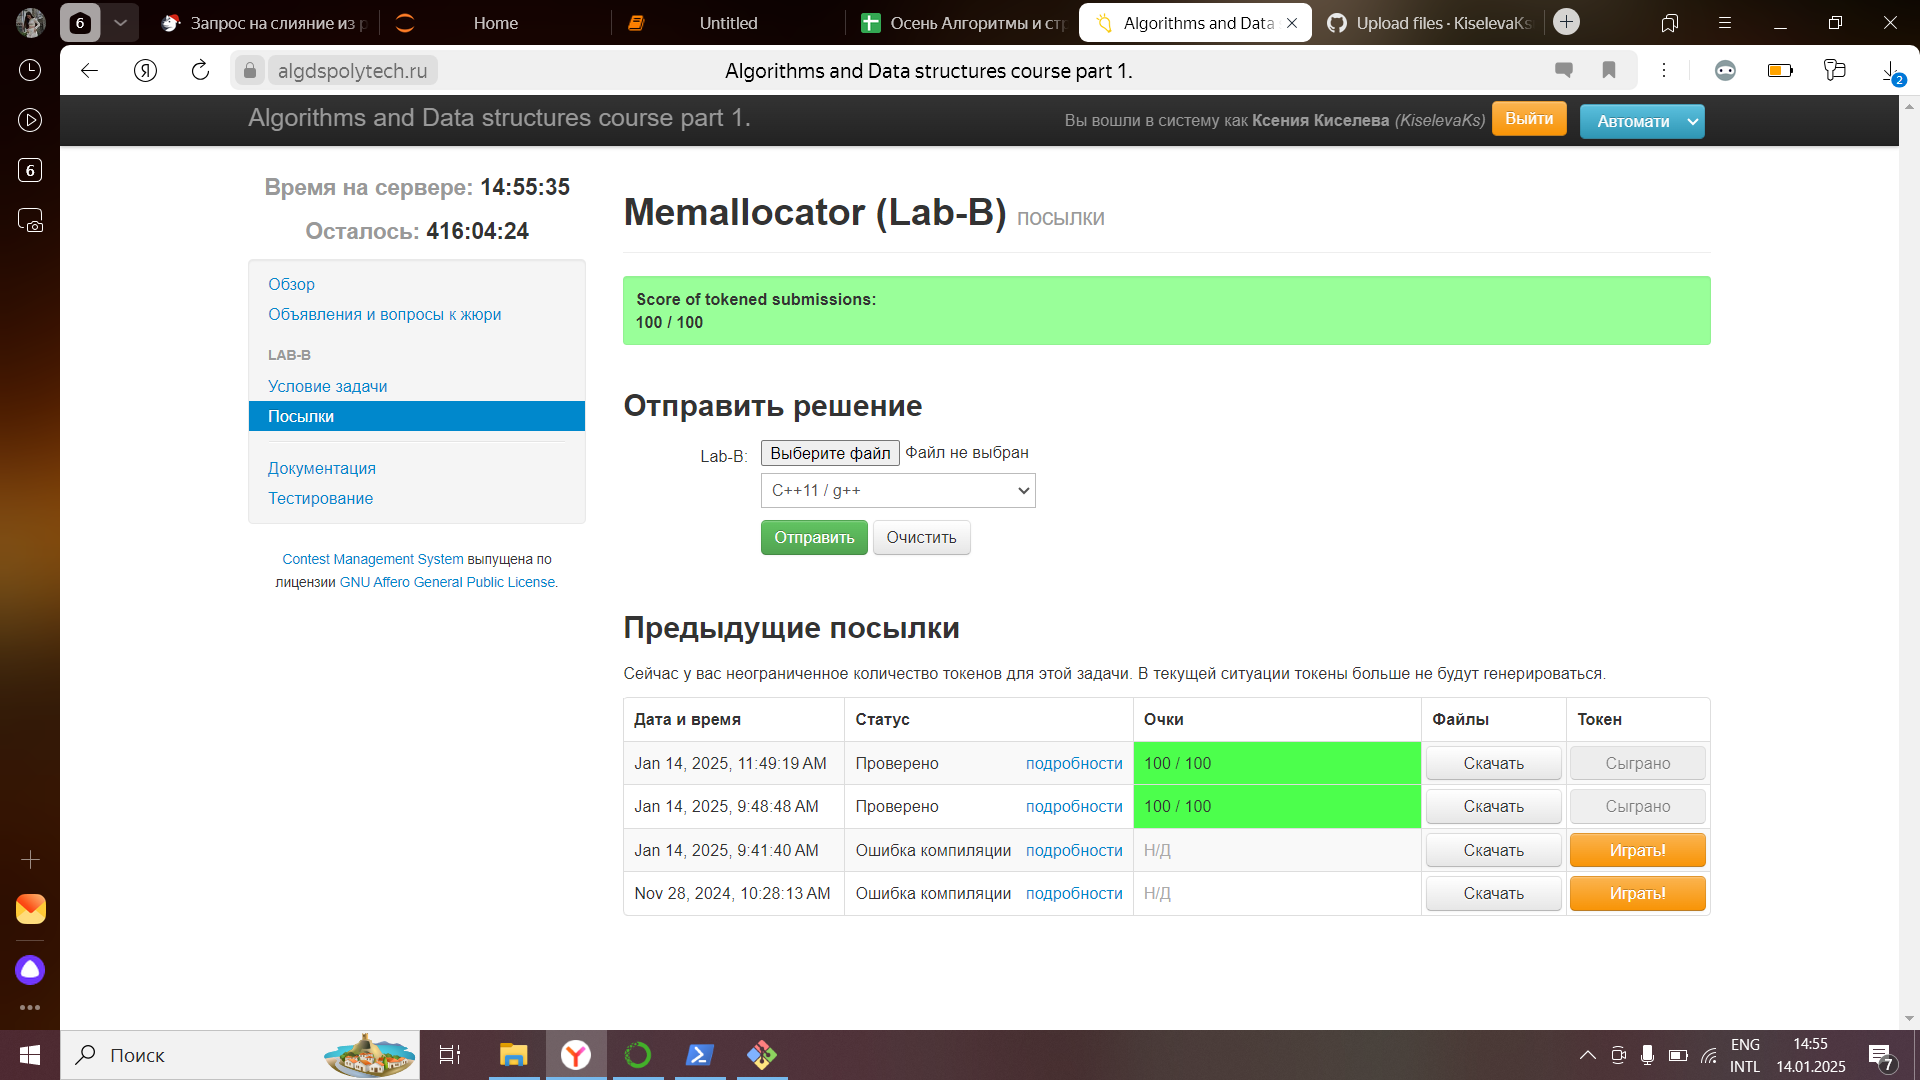 6
Запрос на слияние из р
Home
Untitled
Осень Алгоритмы и стр
Algorithms and Data
Upload files · KiselevaKs
algdspolytech.ru
Algorithms and Data structures course part 1.
2
Algorithms and Data structures course part 1.
Вы вошли в систему как Ксения Киселева (KiselevaKs)
Выйти
Автомати
6
Время на сервере: 14:55:35
Осталось: 416:04:24
Обзор
Объявления и вопросы к жюри
LAB-B
Условие задачи
Посылки
Документация
Тестирование
Contest Management System выпущена по
лицензии GNU Affero General Public License.
Memallocator (Lab-B) посылки
Score of tokened submissions:
100 / 100
Отправить решение
Lab-B: Выберите файл Файл не выбран
C++11 / g++
Отправить Очистить
Предыдущие посылки
Сейчас у вас неограниченное количество токенов для этой задачи. В текущей ситуации токены больше не будут генерироваться.
Дата и время Статус Очки Файлы Токен
Jan 14, 2025, 11:49:19 AM Проверено подробности 100 / 100 Скачать Сыграно
Jan 14, 2025, 9:48:48 AM Проверено подробности 100 / 100 Скачать Сыграно
Jan 14, 2025, 9:41:40 AM Ошибка компиляции подробности Н/Д Скачать Играть!
Nov 28, 2024, 10:28:13 AM Ошибка компиляции подробности Н/Д Скачать Играть!
Поиск
ENG
INTL
14:55
14.01.2025
7